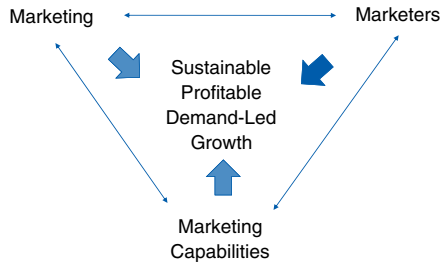 Marketing
Marketers
Sustainable
Profitable
Demand-Led
Growth
Marketing
Capabilities